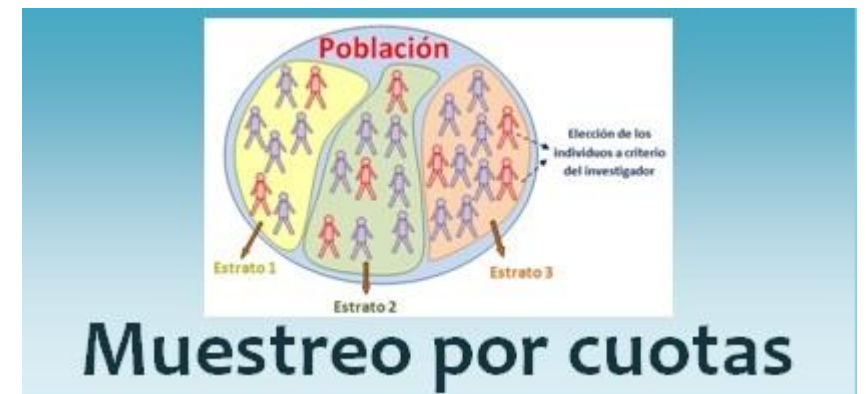 Población
Elección de los
individuos a criterio
del investigador
Estrato 1
Estrato 2
Estrato 3
Muestreo por cuotas